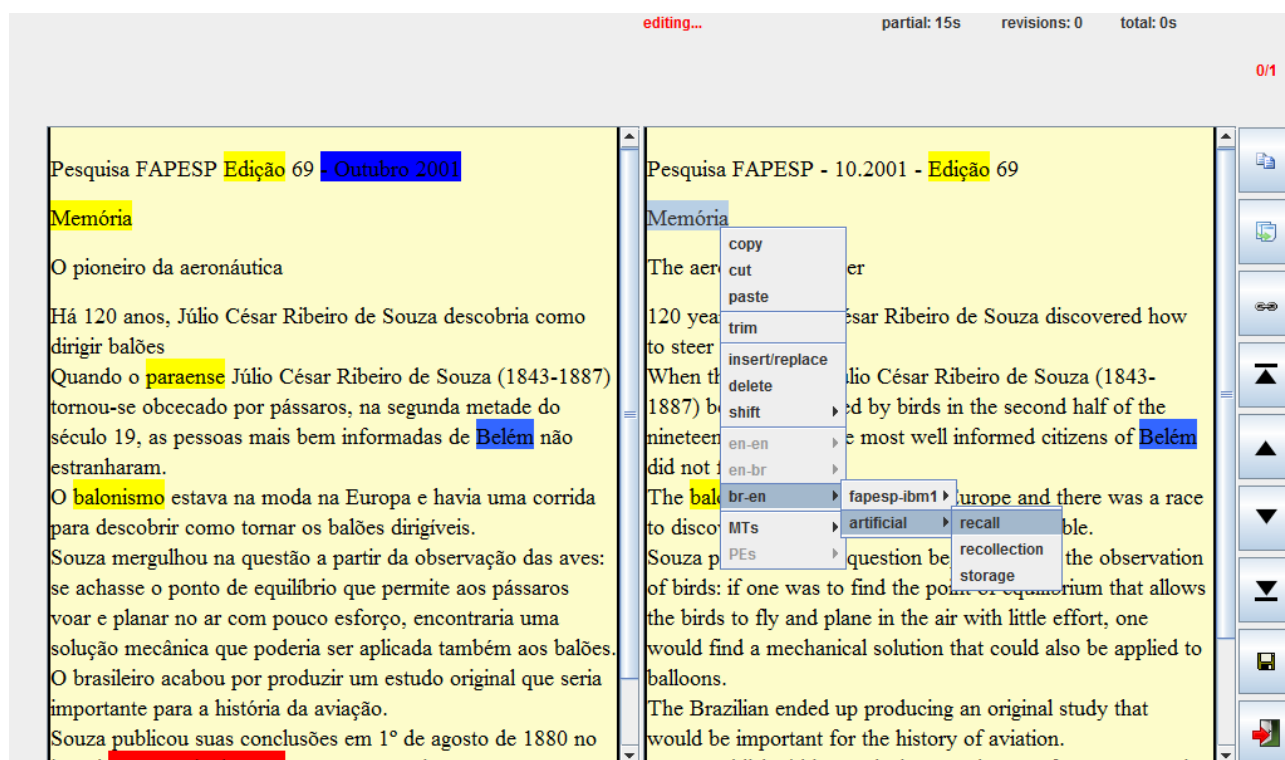 editing... partial: 15s revisions: 0 total: 0s
0/1
Pesquisa FAPESP Edição 69 - Outubro 2001
Memória
O pioneiro da aeronáutica
Há 120 anos, Júlio César Ribeiro de Souza descobria como
dirigir balões
Quando o paraense Júlio César Ribeiro de Souza (1843-1887)
tornou-se obcecado por pássaros, na segunda metade do
século 19, as pessoas mais bem informadas de Belém não
estranharam.
O balonismo estava na moda na Europa e havia uma corrida
para descobrir como tornar os balões dirigíveis.
Souza mergulhou na questão a partir da observação das aves:
se achasse o ponto de equilíbrio que permite aos pássaros
voar e planar no ar com pouco esforço, encontraria uma
solução mecânica que poderia ser aplicada também aos balões.
O brasileiro acabou por produzir um estudo original que seria
importante para a história da aviação.
Souza publicou suas conclusões em 1º de agosto de 1880 no
Pesquisa FAPESP - 10.2001 - Edição 69
Memória
The
120 Ribeiro de Souza discovered how
to steer
When César Ribeiro de Souza (1843-
1887) by birds in the second half of the
most well informed citizens of Belém
did not
The Europe and there was a race
to
Souza question the observation
of birds: if one was to find the point of equilibrium that allows
the birds to fly and plane in the air with little effort, one
would find a mechanical solution that could also be applied to
balloons.
The Brazilian ended up producing an original study that
would be important for the history of aviation.
copy
cut
paste
trim
insert/replace
delete
shift
en-en
en-br
br-en
MTs
PEs
fapesp-ibm1
artificial
recall
recollection
storage